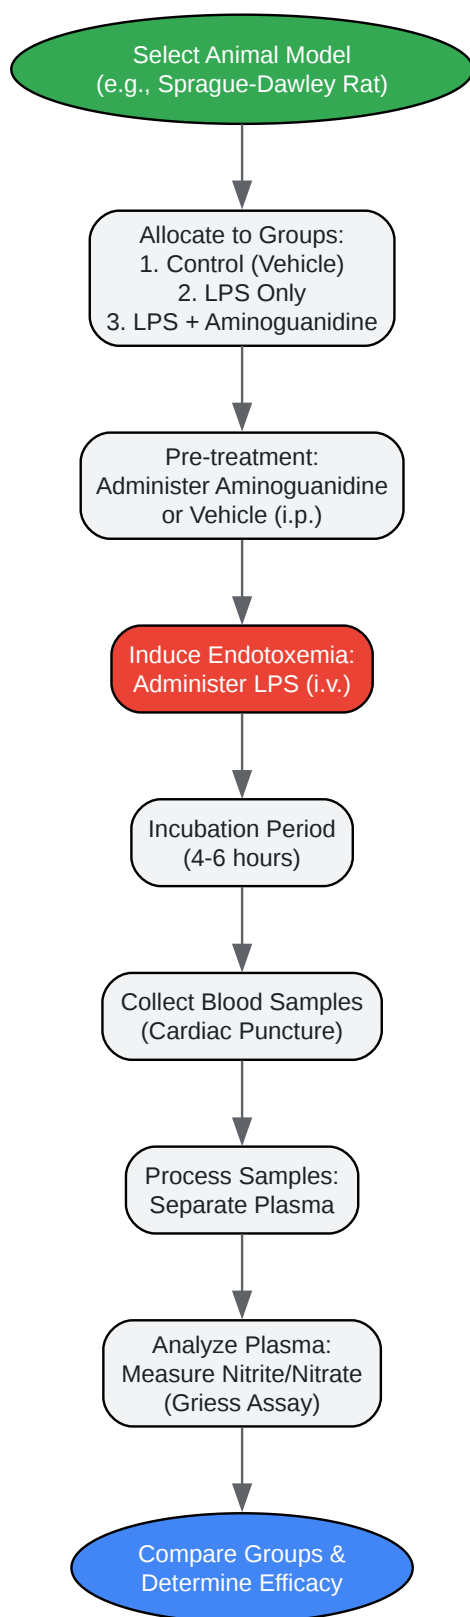 Select Animal Model
(e.g., Sprague-Dawley Rat)
Allocate to Groups:
1. Control (Vehicle)
2. LPS Only
3. LPS + Aminoguanidine
Pre-treatment:
Administer Aminoguanidine
or Vehicle (i.p.)
Induce Endotoxemia:
Administer LPS (i.v.)
Incubation Period
(4-6 hours)
Collect Blood Samples
(Cardiac Puncture)
Process Samples:
Separate Plasma
Analyze Plasma:
Measure Nitrite/Nitrate
(Griess Assay)
Compare Groups &
Determine Efficacy